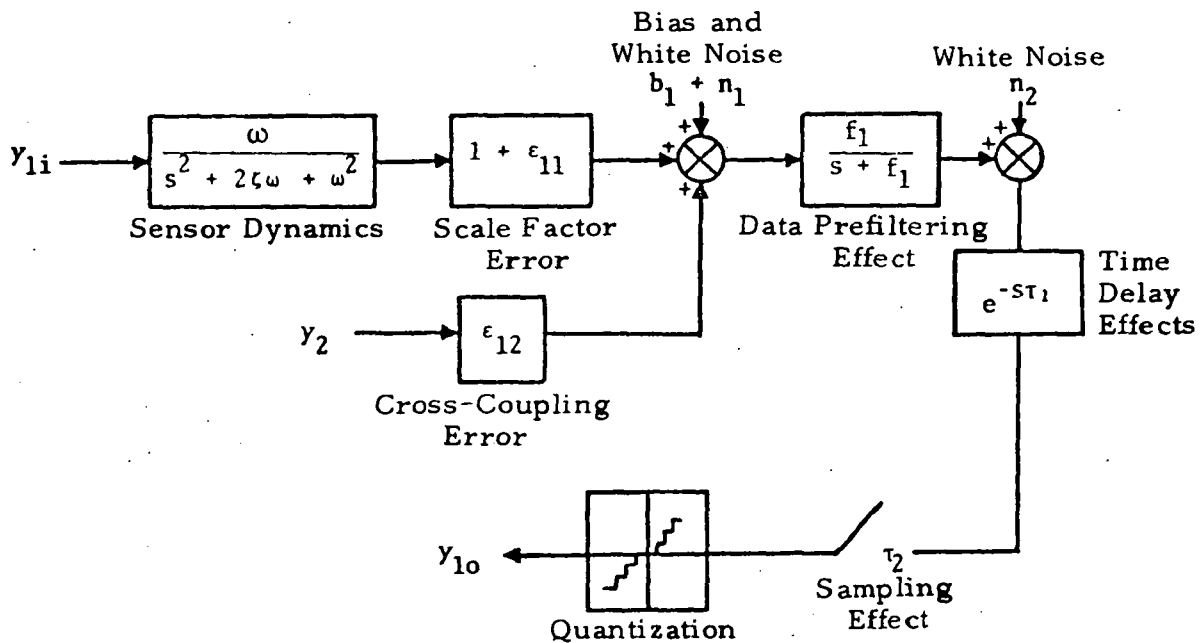 Bias and
White Noise
b₁ + n₁
White Noise
n₂
y₁ᵢ
ω
s² + 2ζω + ω²
Sensor Dynamics
1 + ε₁₁
Scale Factor
Error
+
+
+
f₁
s + f₁
Data Prefiltering
Effect
+
+
e^-sτ₁
Time
Delay
Effects
y₂
ε₁₂
Cross-Coupling
Error
y₁ₒ
Quantization
τ₂
Sampling
Effect